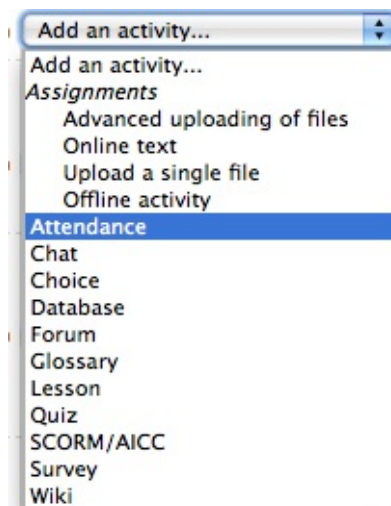 Add an activity...
Add an activity...
Assignments
Advanced uploading of files
Online text
Upload a single file
Offline activity
Attendance
Chat
Choice
Database
Forum
Glossary
Lesson
Quiz
SCORM/AICC
Survey
Wiki